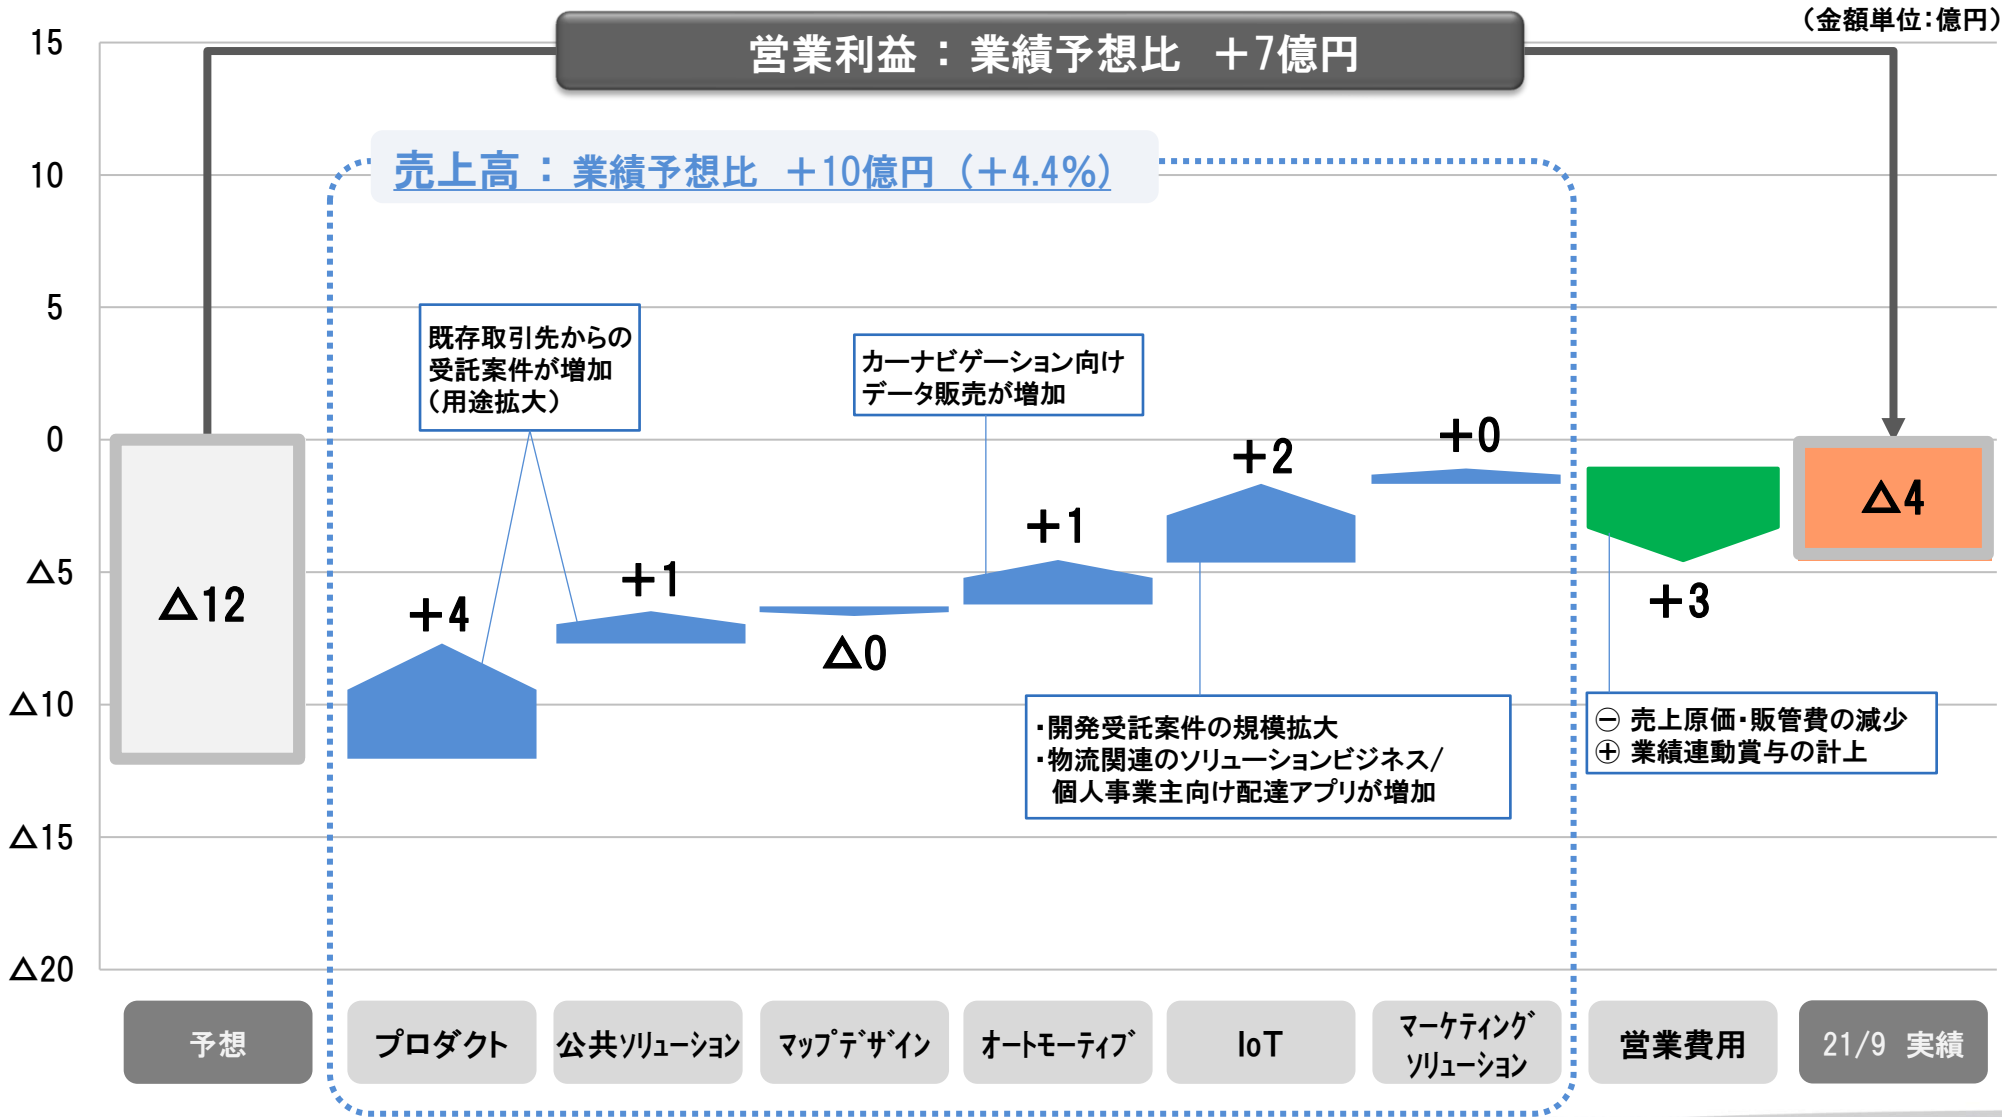 (金額単位：億円)
営業利益 ： 業績予想比 ＋7億円
売上高 ： 業績予想比 ＋10億円 (＋4.4％)
15
10
5
0
△5
△10
△15
△20
既存取引先からの
受託案件が増加
(用途拡大)
カーナビゲーション向け
データ販売が増加
△12
＋4
＋1
△0
＋1
＋2
＋0
＋3
△4
・開発受託案件の規模拡大
・物流関連のソリューションビジネス/
個人事業主向け配達アプリが増加
⊖ 売上原価・販管費の減少
⊕ 業績連動賞与の計上
予想
プロダクト
公共ｿﾘｭｰｼｮﾝ
ﾏｯﾌﾟﾃﾞｻﾞｲﾝ
ｵｰﾄﾓｰﾃｨﾌﾞ
IoT
ﾏｰｹﾃｨﾝｸﾞ
ｿﾘｭｰｼｮﾝ
営業費用
21/9 実績